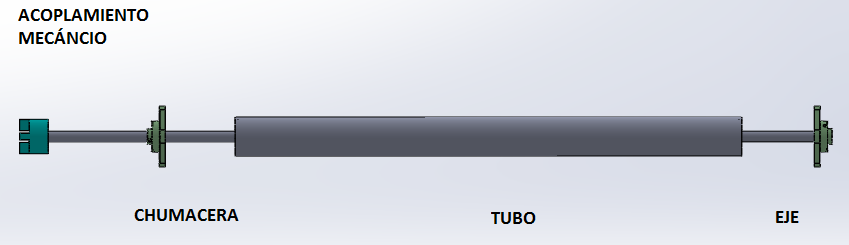 ACOPLAMIENTO
MECÁNCIO
CHUMACERA
TUBO
EJE